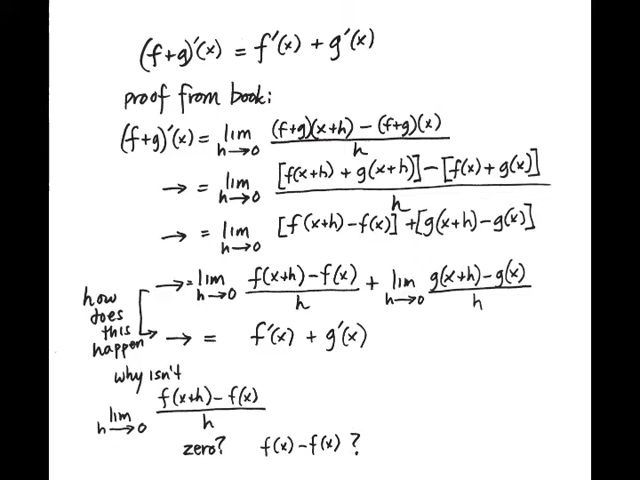 (f+g)'(x) = f'(x) + g'(x)
proof from book:
(f+g)'(x) = lim h→0 (f+g)(x+h) − (f+g)(x) / h
→ = lim h→0 [f(x+h) + g(x+h)] − [f(x) + g(x)] / h
→ = lim h→0 [f(x+h) − f(x)] + [g(x+h) − g(x)]
→ = lim h→0 f(x+h) − f(x) / h + lim h→0 g(x+h) − g(x) / h
how does this happen
→ = f'(x) + g'(x)
why isn't
lim h→0 f(x+h) − f(x) / h
zero? f(x) − f(x) ?